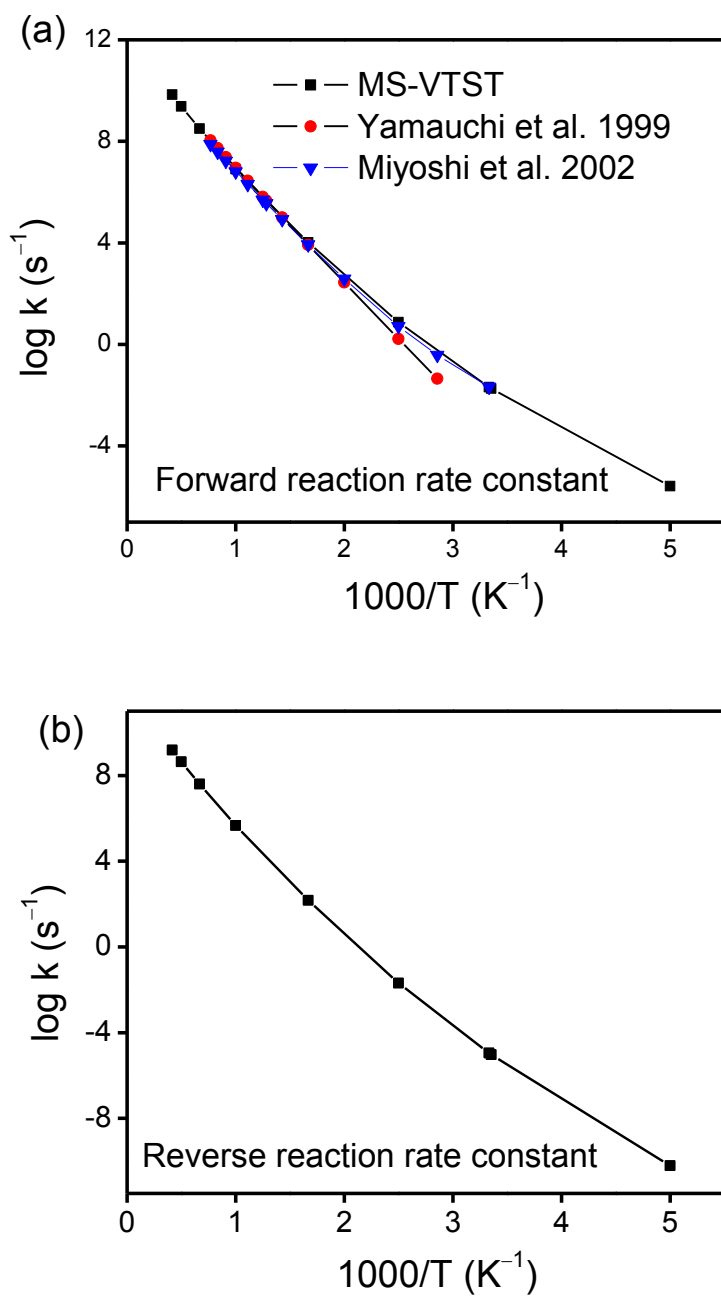 (a)
12
8
4
0
-4
log k (s⁻¹)
MS-VTST
Yamauchi et al. 1999
Miyoshi et al. 2002
Forward reaction rate constant
0 1 2 3 4 5
1000/T (K⁻¹)
(b)
8
4
0
-4
-8
log k (s⁻¹)
Reverse reaction rate constant
0 1 2 3 4 5
1000/T (K⁻¹)